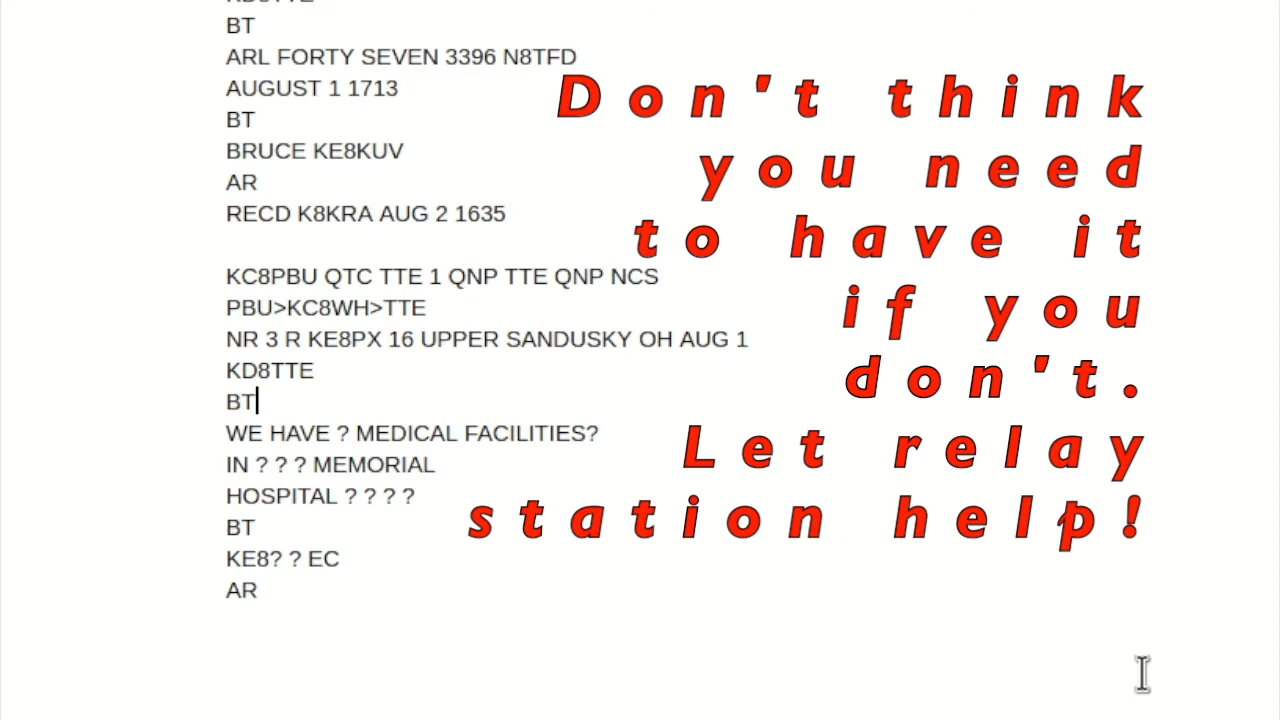 BT
ARL FORTY SEVEN 3396 N8TFD
AUGUST 1 1713
BT
BRUCE KE8KUV
AR
RECD K8KRA AUG 2 1635
KC8PBU QTC TTE 1 QNP TTE QNP NCS
PBU>KC8WH>TTE
NR 3 R KE8PX 16 UPPER SANDUSKY OH AUG 1
KD8TTE
BT
WE HAVE ? MEDICAL FACILITIES?
IN ? ? ? MEMORIAL
HOSPITAL ? ? ? ?
BT
KE8? ? EC
AR
Don't think
you need
to have it
if you
don't.
Let relay
station help!